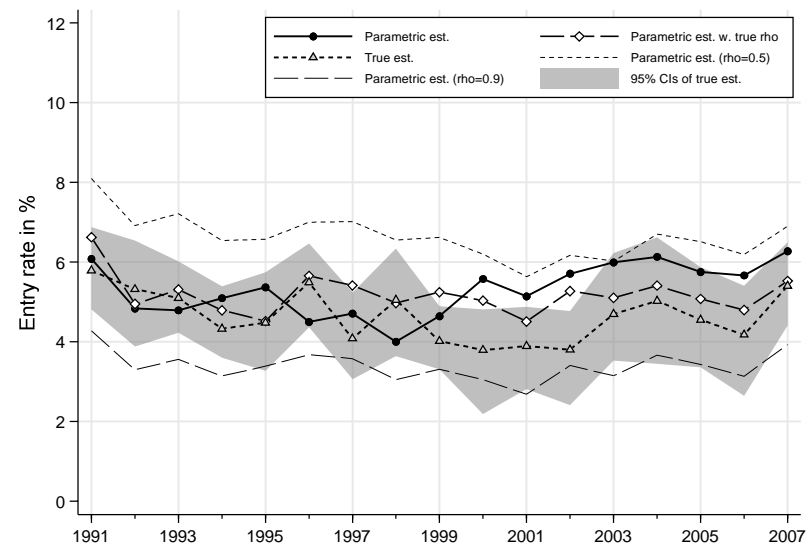 Parametric est.
Parametric est. w. true rho
True est.
Parametric est. (rho=0.5)
Parametric est. (rho=0.9)
95% CIs of true est.
Entry rate in %
12
10
8
6
4
2
0
1991 1993 1995 1997 1999 2001 2003 2005 2007